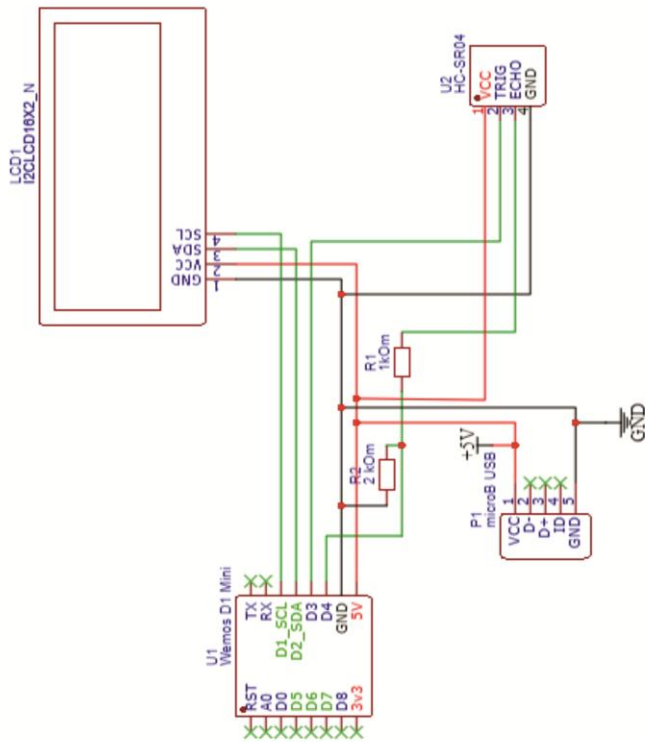 LCD1
I2CLCD16X2_N
SCL
SDA
VCC
GND
4
3
2
1
U2
HC-SR04
VCC
TRIG
ECHO
GND
1
2
3
4
R1
1kOm
R2
2 kOm
+5V
GND
P1
microB USB
1
2
3
4
5
VCC
D-
D+
ID
GND
U1
Wemos D1 Mini
TX
RX
D1_SCL
D2_SDA
D3
D4
GND
5V
RST
A0
D0
D5
D6
D7
D8
3v3